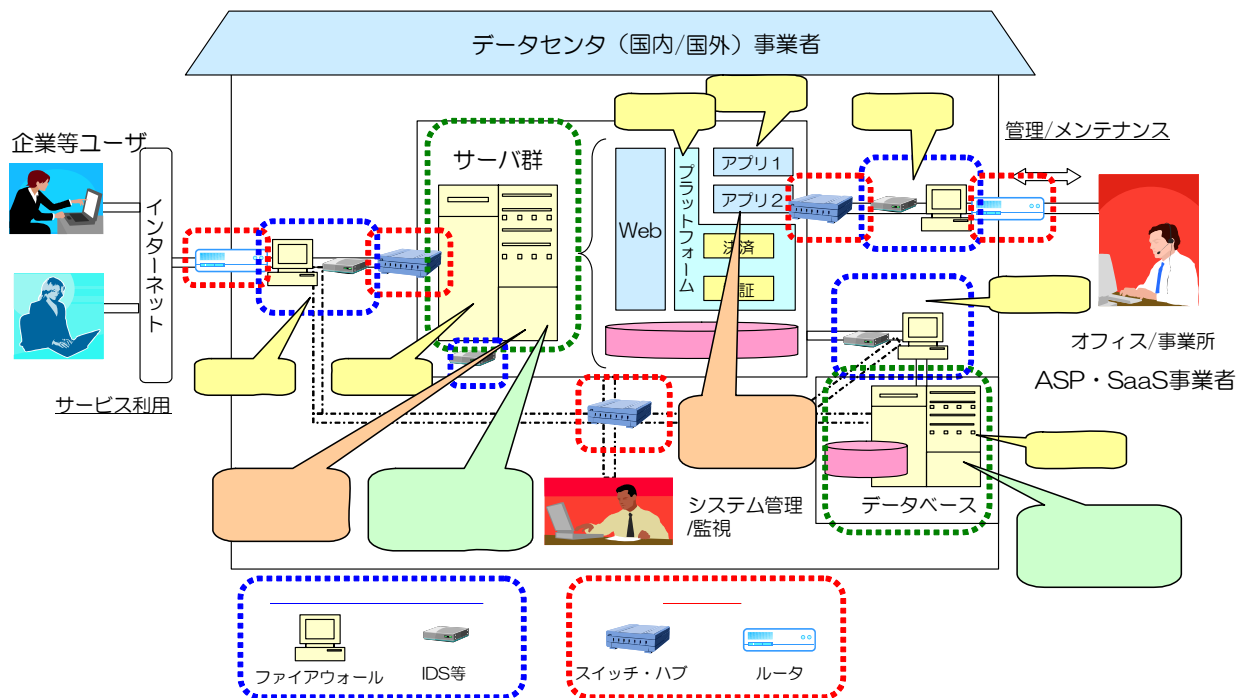 データセンタ（国内/国外）事業者
企業等ユーザ
インターネット
サービス利用
サーバ群
Web
プラットフォーム
アプリ1
アプリ2
決済
証
管理/メンテナンス
オフィス/事業所
ASP・SaaS事業者
システム管理
/監視
データベース
ファイアウォール
IDS等
スイッチ・ハブ
ルータ